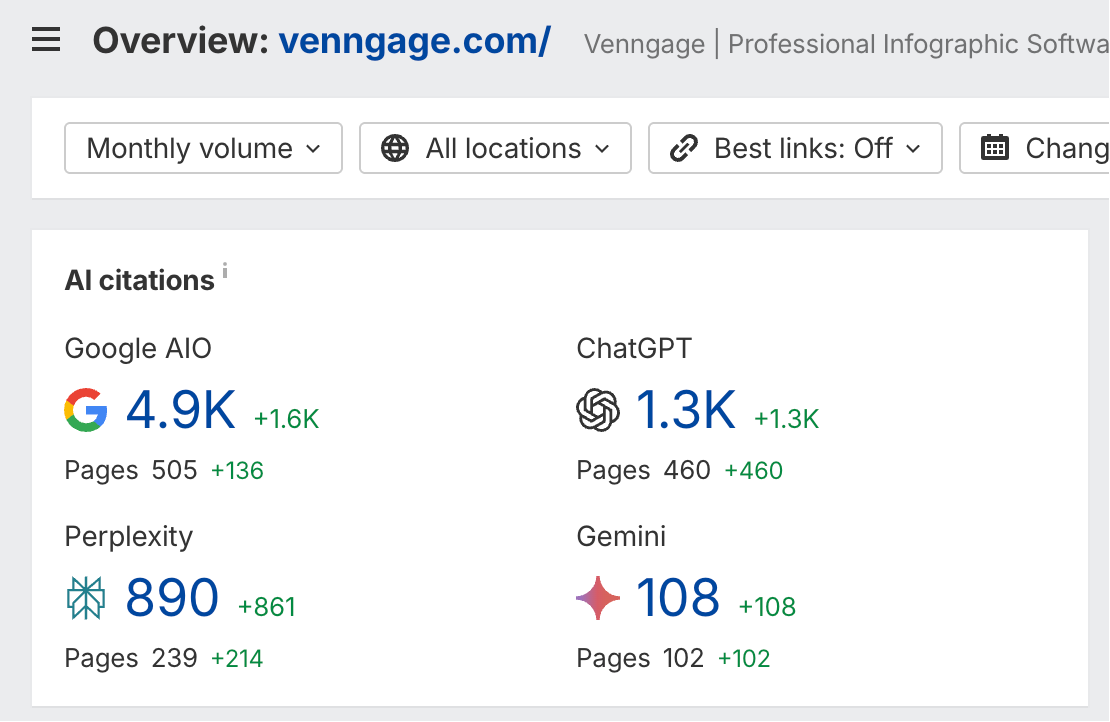 Overview: venngage.com/ Venngage | Professional Infographic Softwa
Monthly volume All locations Best links: Off Chang
AI citations i
Google AIO
4.9K +1.6K
Pages 505 +136
ChatGPT
1.3K +1.3K
Pages 460 +460
Perplexity
890 +861
Pages 239 +214
Gemini
108 +108
Pages 102 +102